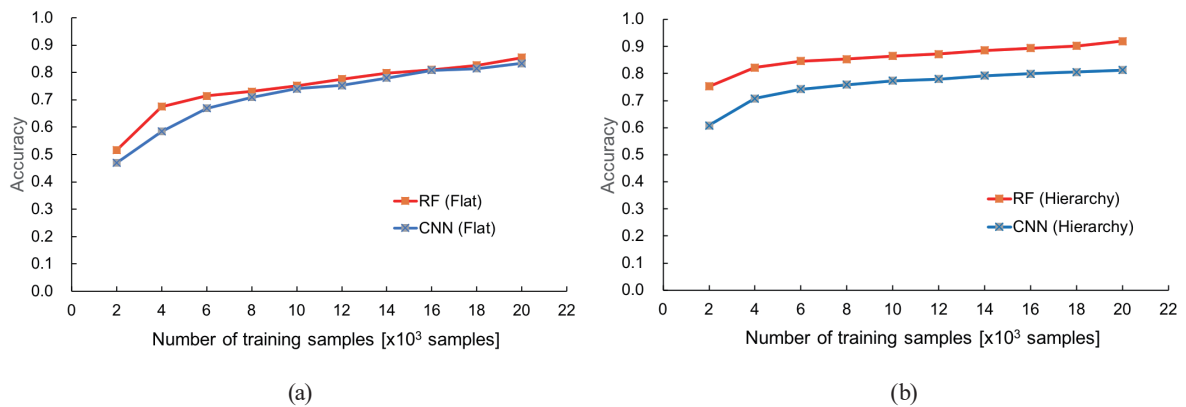 1.0
0.9
0.8
0.7
0.6
0.5
0.4
0.3
0.2
0.1
0.0
Accuracy
RF (Flat)
CNN (Flat)
0 2 4 6 8 10 12 14 16 18 20 22
Number of training samples [x10³ samples]
(a)
1.0
0.9
0.8
0.7
0.6
0.5
0.4
0.3
0.2
0.1
0.0
Accuracy
RF (Hierarchy)
CNN (Hierarchy)
0 2 4 6 8 10 12 14 16 18 20 22
Number of training samples [x10³ samples]
(b)